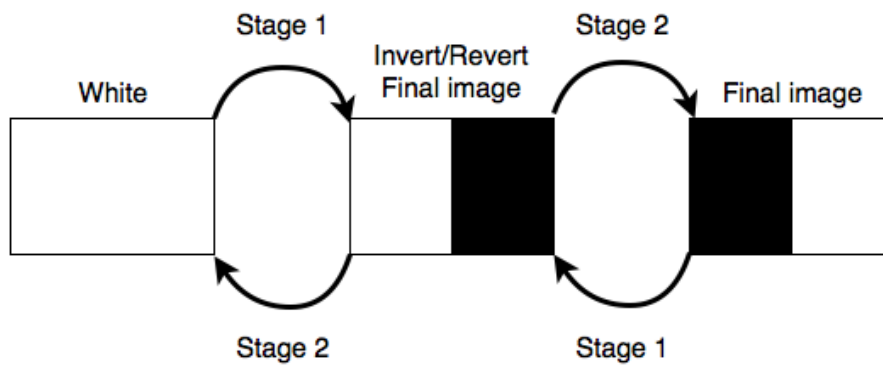 Stage 1
Stage 2
White
Invert/Revert
Final image
Final image
Stage 2
Stage 1